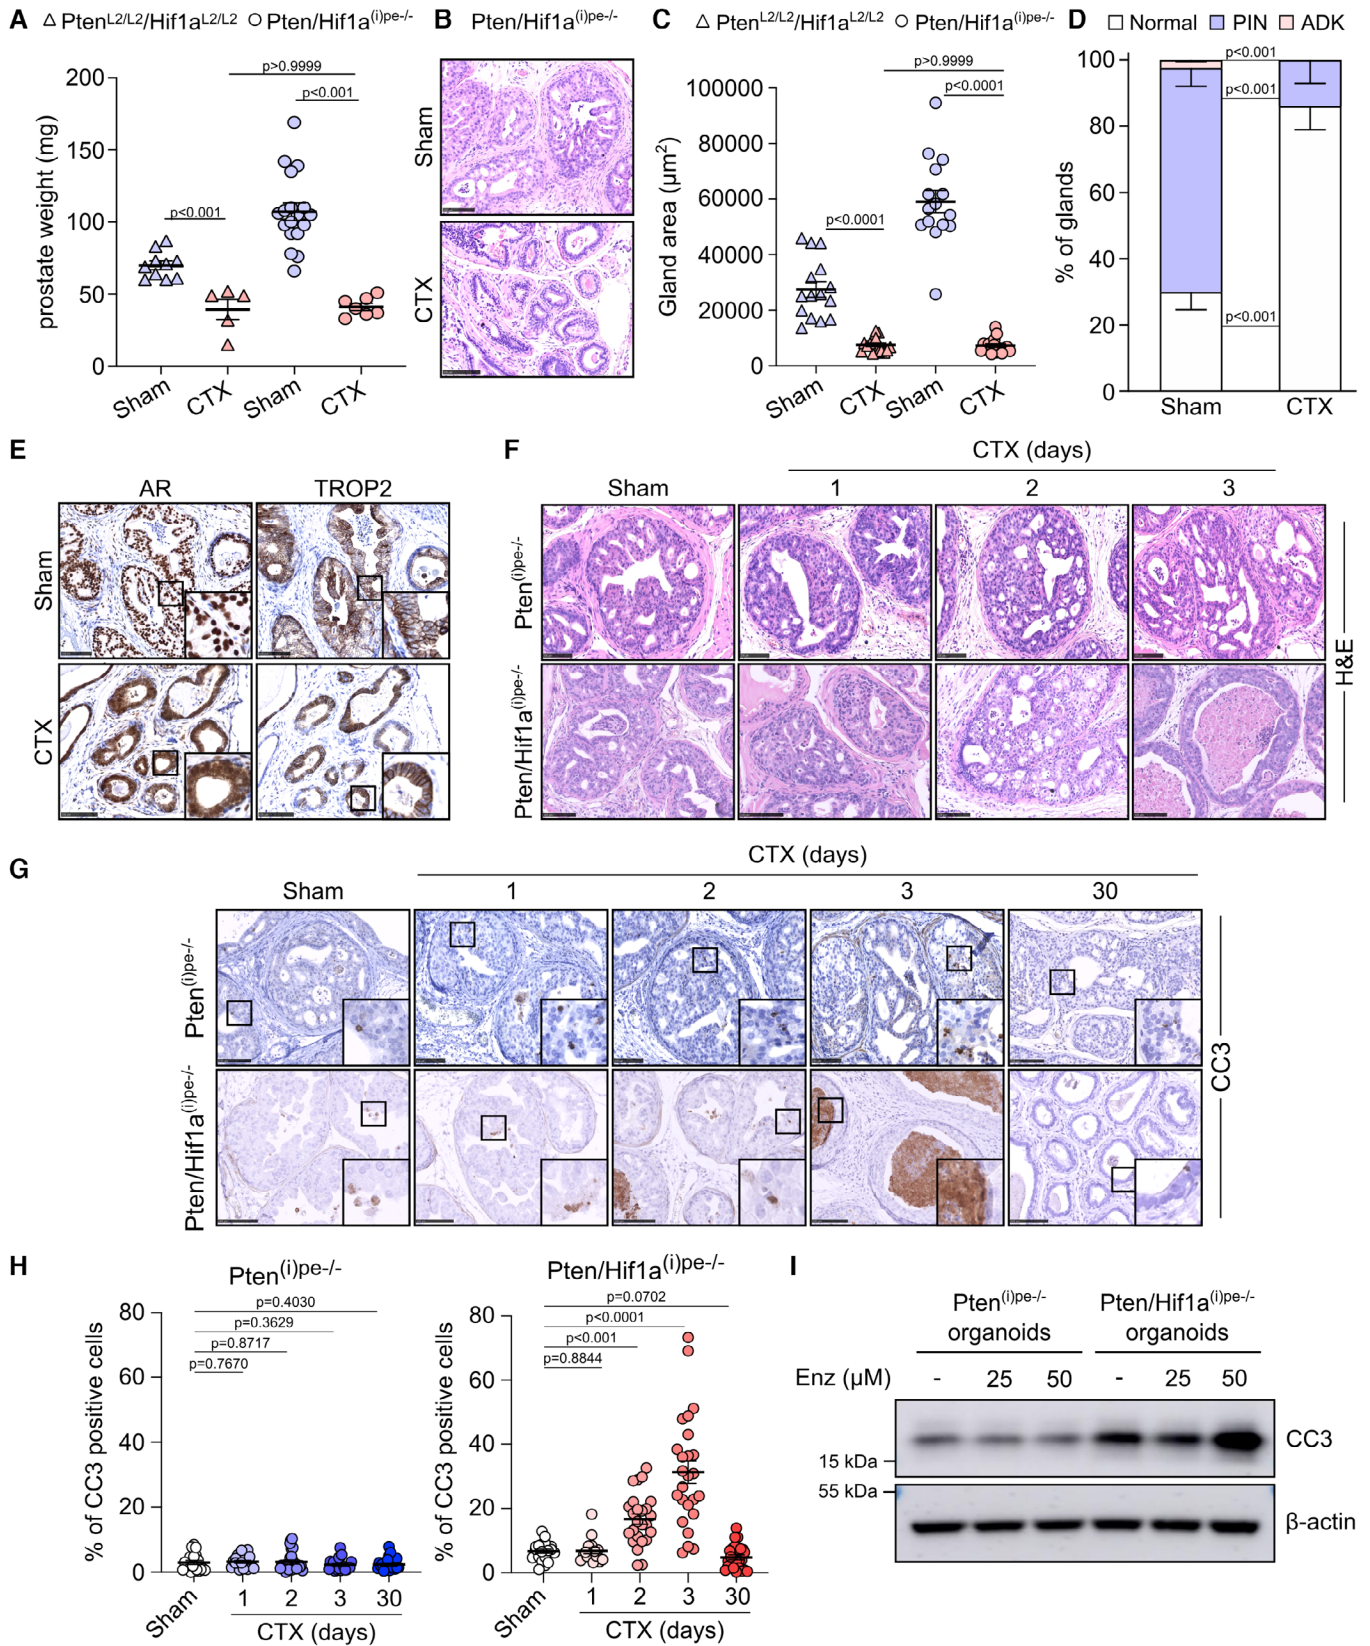 A
△ Pten^L2/L2/Hif1a^L2/L2 ○ Pten/Hif1a^(i)pe-/-
prostate weight (mg)
200
150
100
50
0
p>0.9999
p<0.001
p<0.001
Sham
CTX
Sham
CTX
B
Pten/Hif1a^(i)pe-/-
Sham
CTX
C
△ Pten^L2/L2/Hif1a^L2/L2 ○ Pten/Hif1a^(i)pe-/-
Gland area (µm²)
100000
80000
60000
40000
20000
0
p>0.9999
p<0.0001
p<0.0001
Sham
CTX
Sham
CTX
D
Normal PIN ADK
% of glands
100
80
60
40
20
0
p<0.001
p<0.001
p<0.001
Sham
CTX
E
AR
TROP2
Sham
CTX
F
CTX (days)
Sham 1 2 3
Pten^(i)pe-/-
Pten/Hif1a^(i)pe-/-
H&E
G
CTX (days)
Sham 1 2 3 30
Pten^(i)pe-/-
Pten/Hif1a^(i)pe-/-
CC3
H
Pten^(i)pe-/-
% of CC3 positive cells
80
60
40
20
0
p=0.4030
p=0.3629
p=0.8717
p=0.7670
Sham 1 2 3 30
CTX (days)
Pten/Hif1a^(i)pe-/-
% of CC3 positive cells
80
60
40
20
0
p=0.0702
p<0.0001
p<0.001
p=0.8844
Sham 1 2 3 30
CTX (days)
I
Pten^(i)pe-/- organoids
Pten/Hif1a^(i)pe-/- organoids
Enz (µM) - 25 50 - 25 50
CC3
15 kDa
55 kDa
β-actin